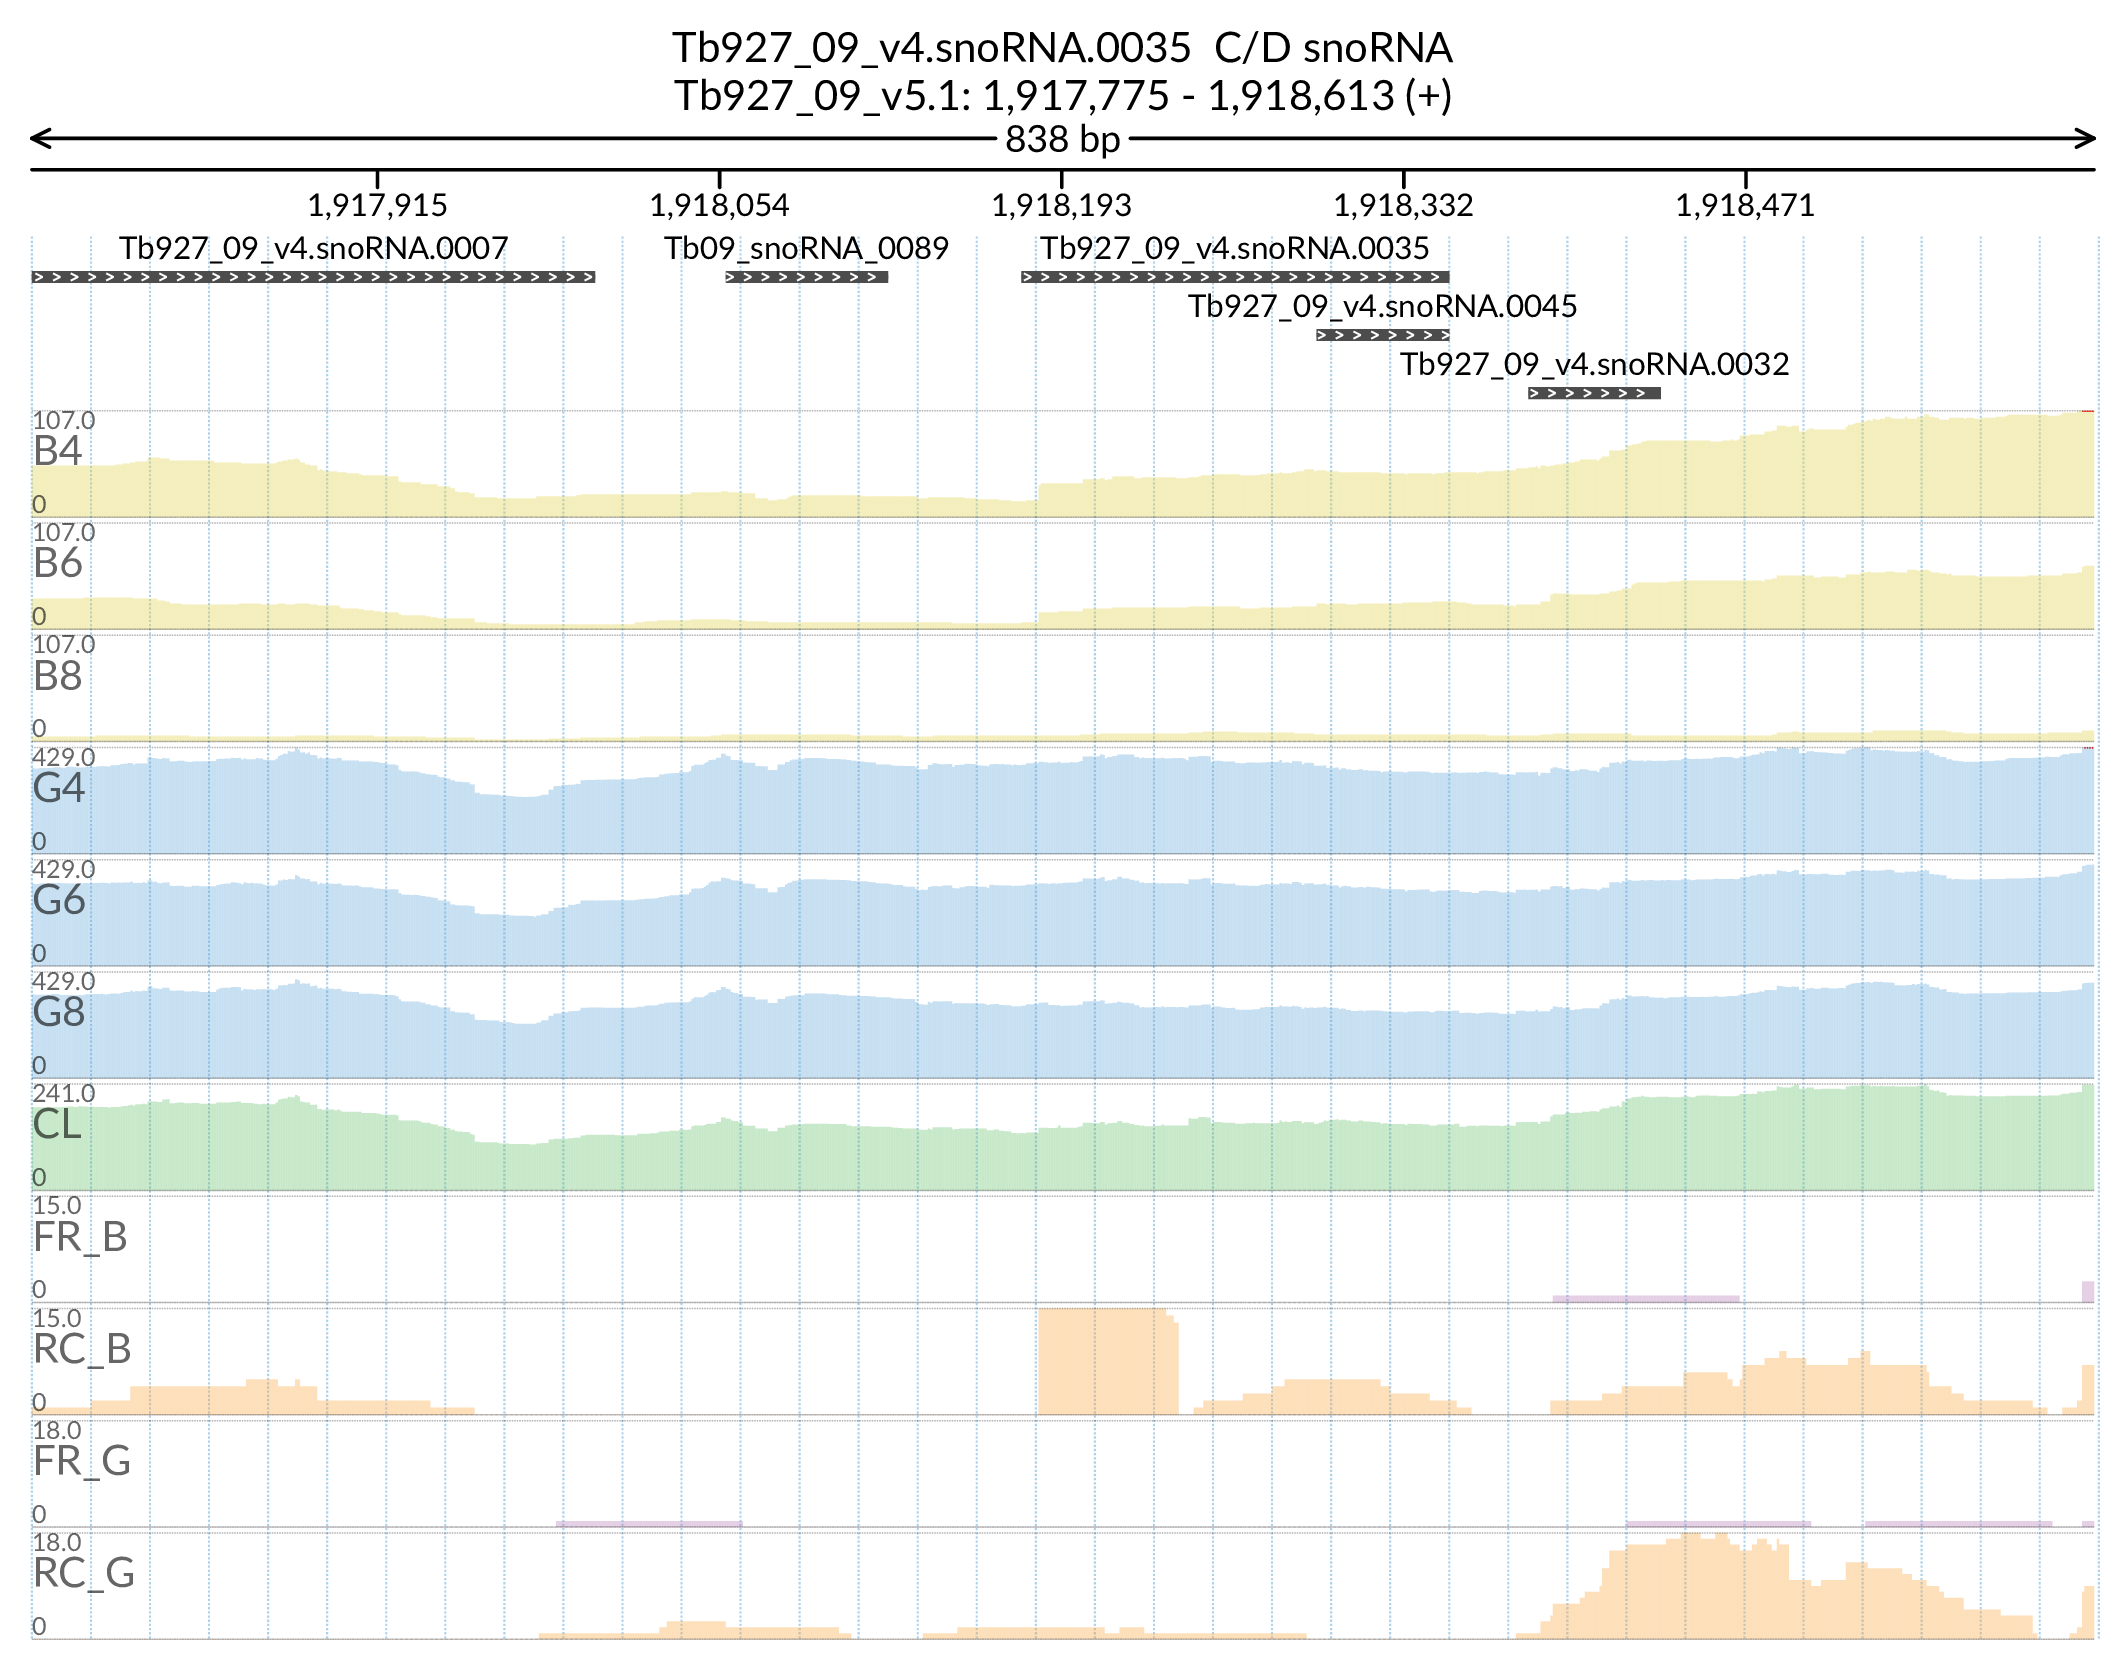 Tb927_09_v4.snoRNA.0035  C/D snoRNA
Tb927_09_v5.1: 1,917,775 - 1,918,613 (+)
838 bp
1,917,915 1,918,054 1,918,193 1,918,332 1,918,471
Tb927_09_v4.snoRNA.0007 Tb09_snoRNA_0089 Tb927_09_v4.snoRNA.0035
Tb927_09_v4.snoRNA.0045
Tb927_09_v4.snoRNA.0032
107.0
B4
0
107.0
B6
0
107.0
B8
0
429.0
G4
0
429.0
G6
0
429.0
G8
0
241.0
CL
0
15.0
FR_B
0
15.0
RC_B
0
18.0
FR_G
0
18.0
RC_G
0